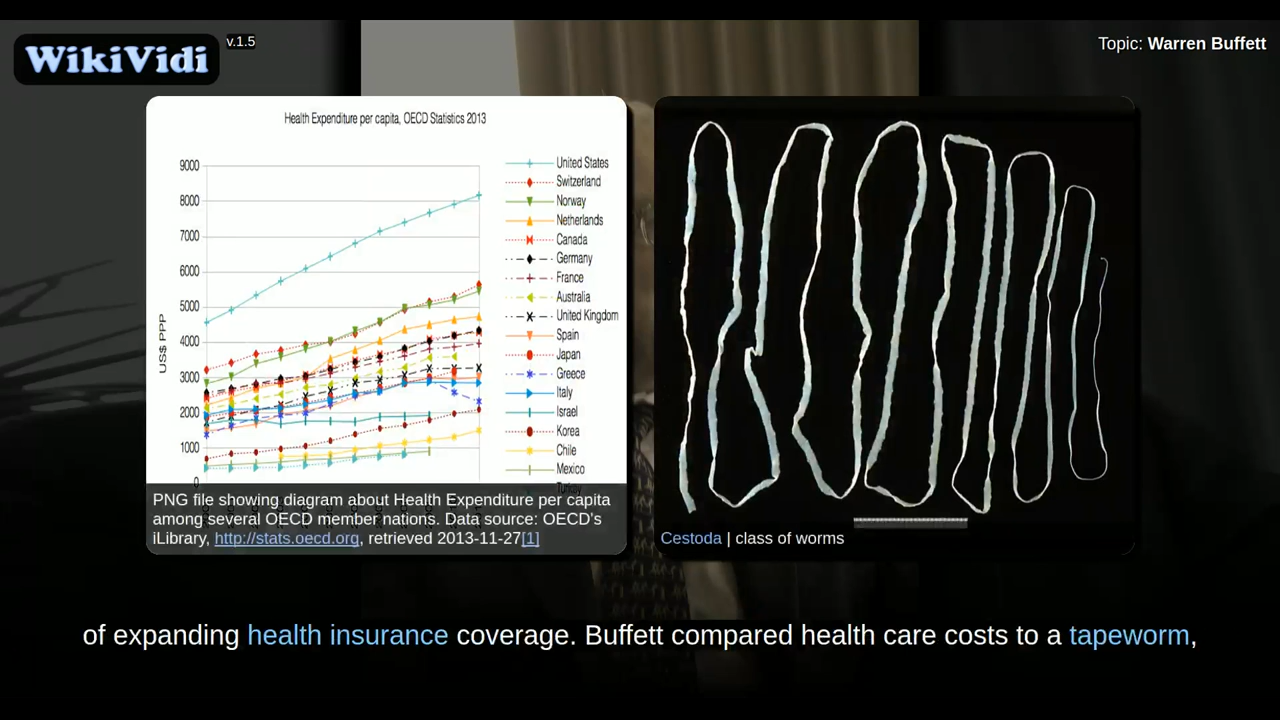 WikiVidi
v.1.5
Topic: Warren Buffett
Health Expenditure per capita, OECD Statistics 2013
US$ PPP
9000
8000
7000
6000
5000
4000
3000
2000
1000
0
United States
Switzerland
Norway
Netherlands
Canada
Germany
France
Australia
United Kingdom
Spain
Japan
Greece
Italy
Israel
Korea
Chile
Mexico
Turkey
PNG file showing diagram about Health Expenditure per capita
among several OECD member nations. Data source: OECD's
iLibrary, http://stats.oecd.org, retrieved 2013-11-27[1]
Cestoda | class of worms
of expanding health insurance coverage. Buffett compared health care costs to a tapeworm,